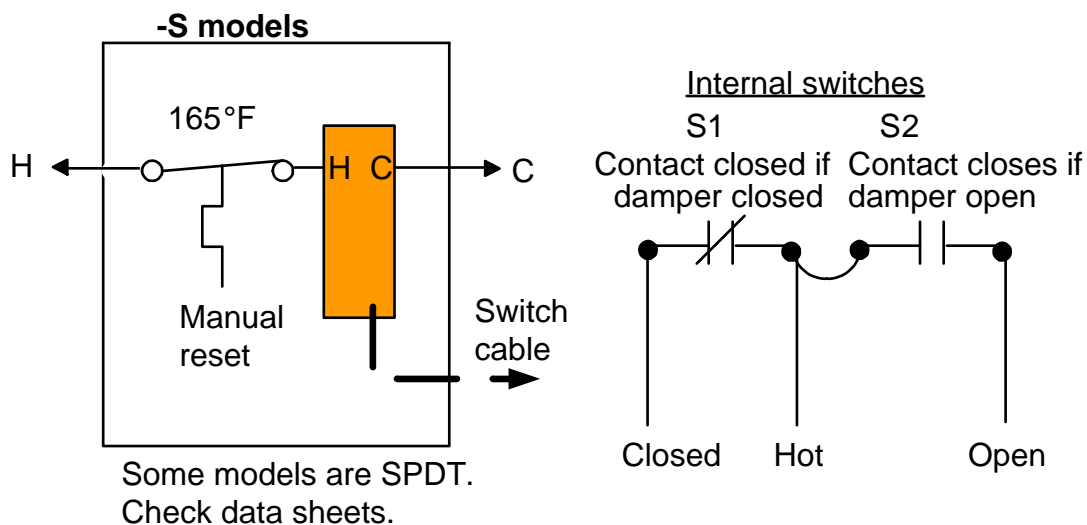 -S models
165°F
H
H C
C
Manual
reset
Switch
cable
Some models are SPDT.
Check data sheets.
Internal switches
S1
Contact closed if
damper closed
S2
Contact closes if
damper open
Closed
Hot
Open